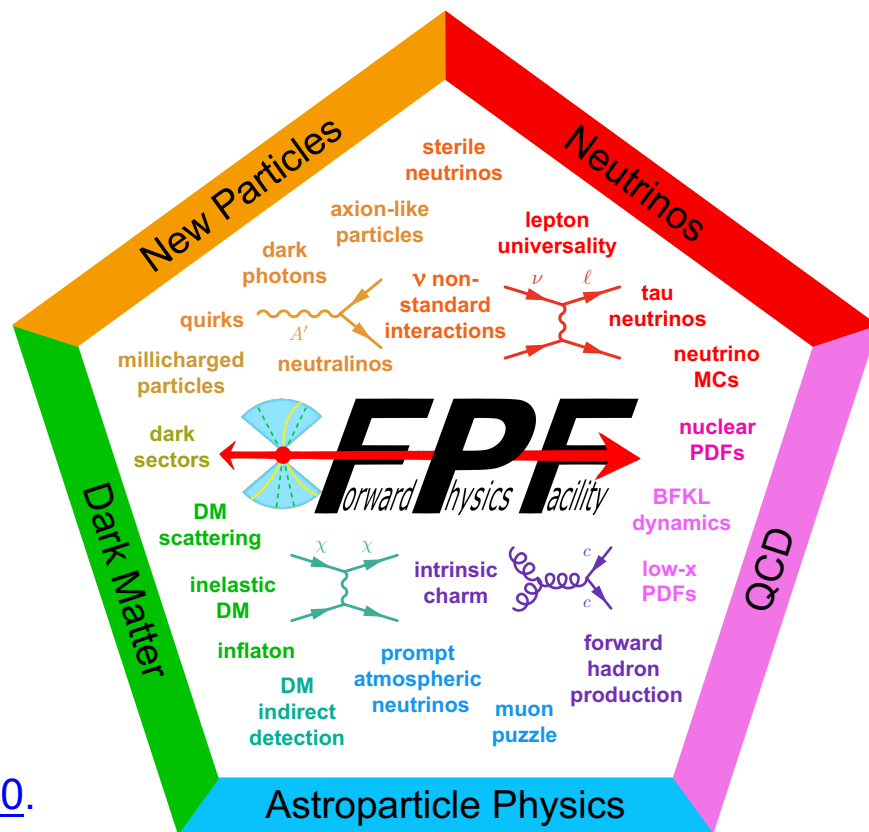 New Particles
Neutrinos
sterile
neutrinos
axion-like
particles
lepton
universality
dark
photons
ν non-
standard
interactions
ν
ℓ
tau
neutrinos
quirks
A′
neutralinos
millicharged
particles
neutrino
MCs
dark
sectors
Forward Physics Facility
nuclear
PDFs
BFKL
dynamics
Dark Matter
QCD
DM
scattering
χ χ
intrinsic
charm
c
c
low-x
PDFs
inelastic
DM
inflaton
prompt
atmospheric
neutrinos
forward
hadron
production
DM
indirect
detection
muon
puzzle
0.
Astroparticle Physics